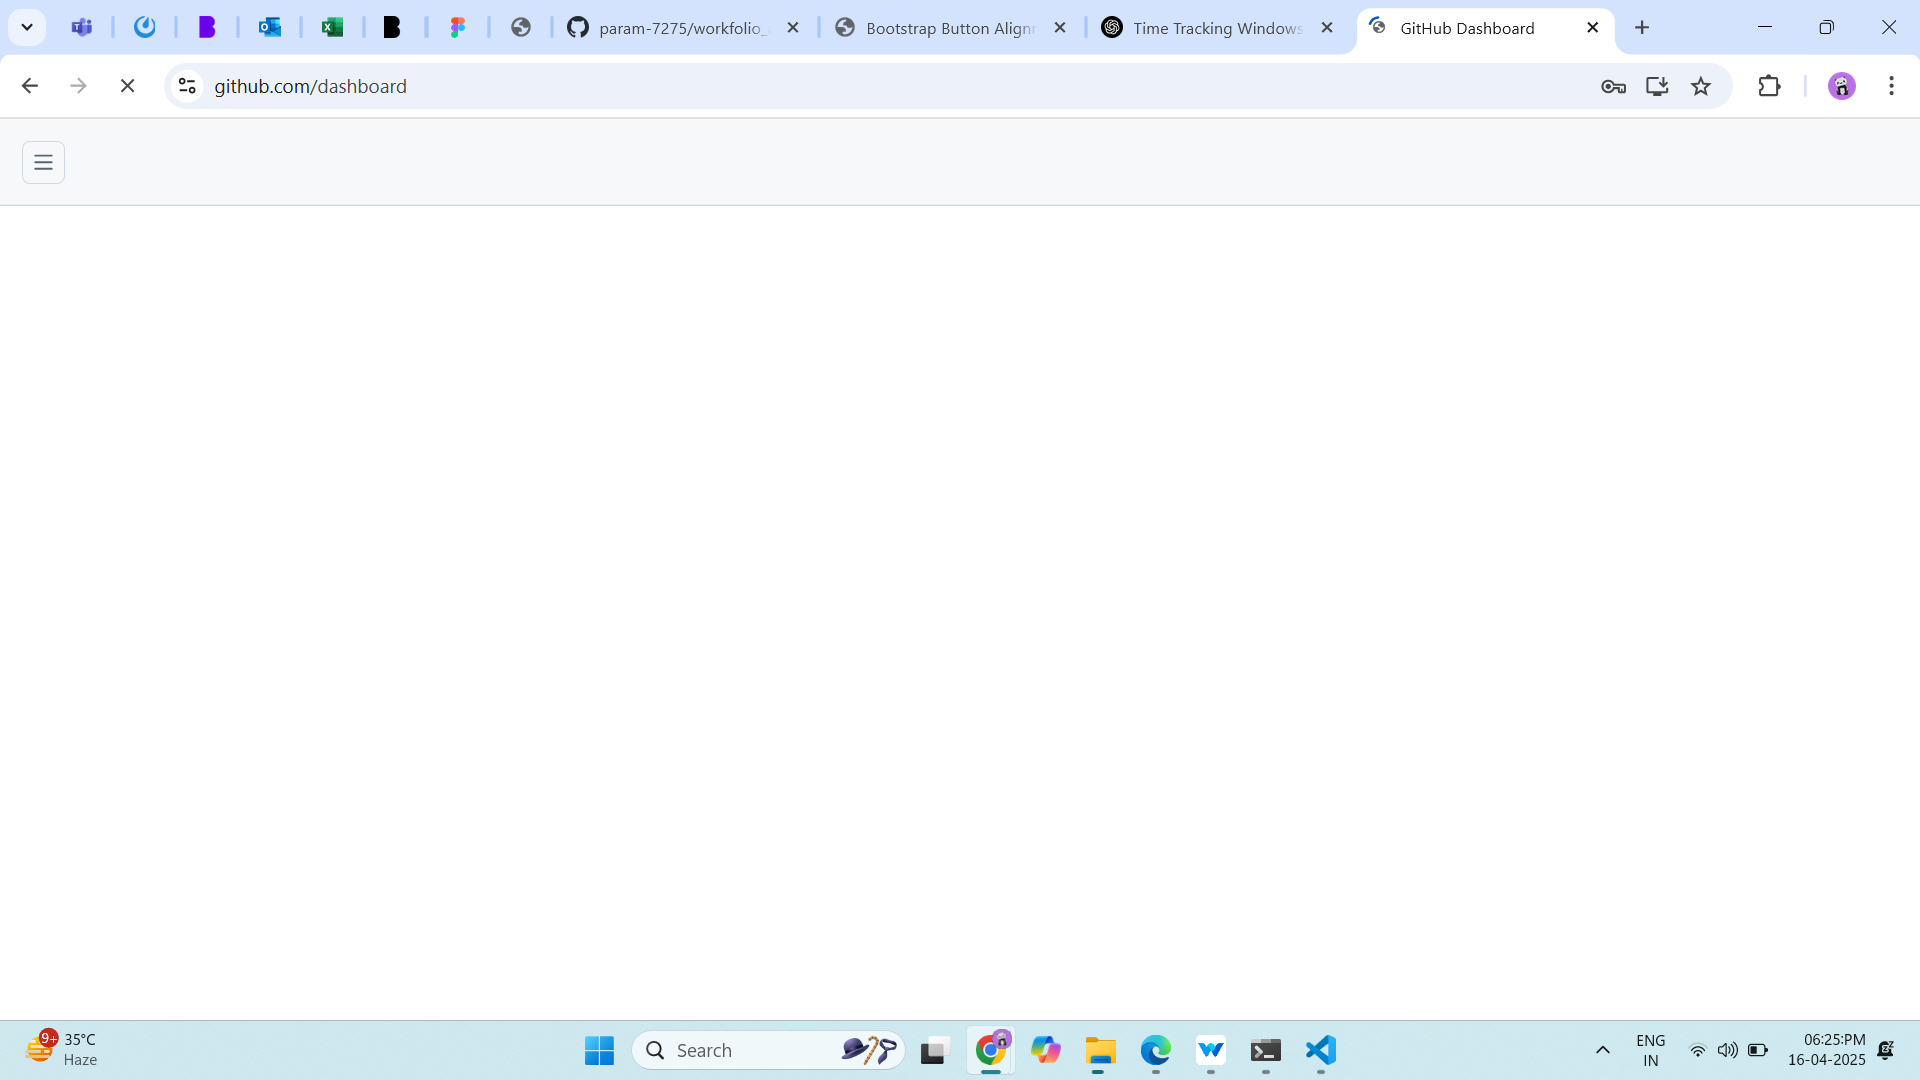 param-7275/workfolio_
Bootstrap Button Alignm
Time Tracking Windows
GitHub Dashboard
github.com/dashboard
9+
35°C
Haze
Search
ENG
IN
06:25:PM
16-04-2025